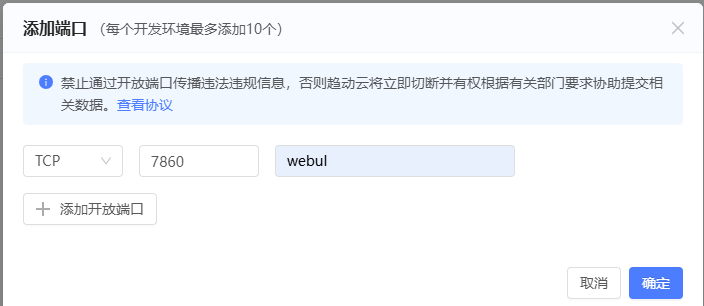 添加端口 （每个开发环境最多添加10个）
禁止通过开放端口传播违法违规信息，否则趋动云将立即切断并有权根据有关部门要求协助提交相
关数据。查看协议
TCP 7860 webul
添加开放端口
取消 确定